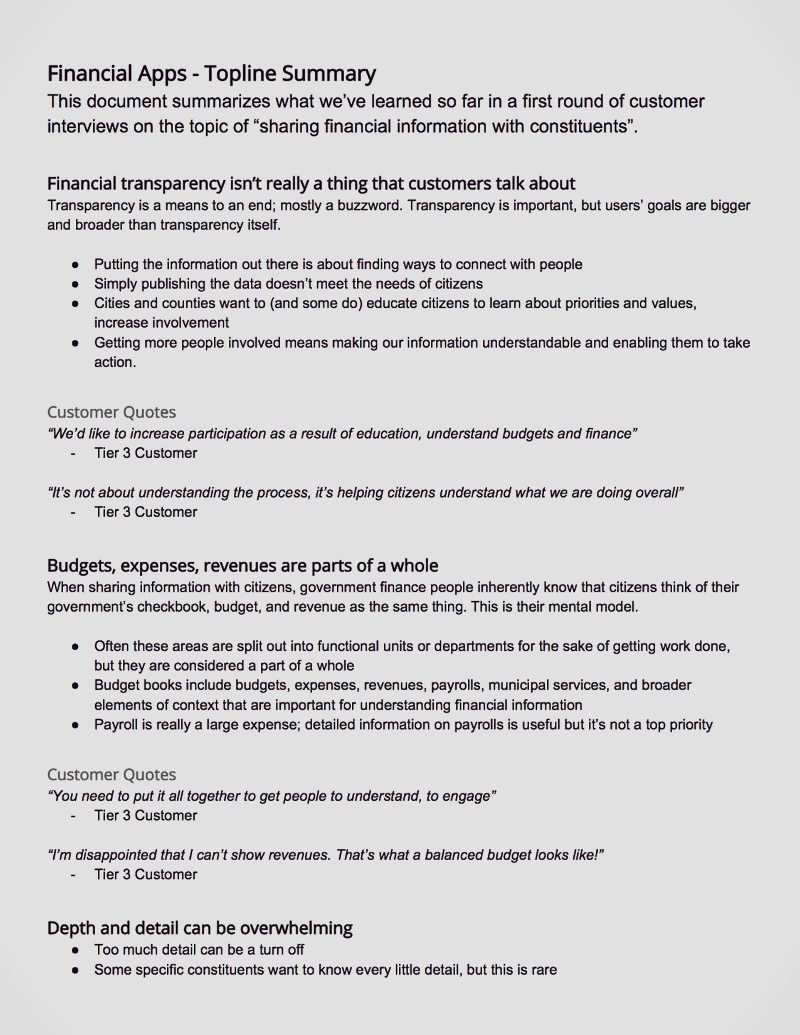 Financial Apps - Topline Summary
This document summarizes what we’ve learned so far in a first round of customer
interviews on the topic of “sharing financial information with constituents”.
Financial transparency isn’t really a thing that customers talk about
Transparency is a means to an end; mostly a buzzword. Transparency is important, but users’ goals are bigger
and broader than transparency itself.
● Putting the information out there is about finding ways to connect with people
● Simply publishing the data doesn’t meet the needs of citizens
● Cities and counties want to (and some do) educate citizens to learn about priorities and values,
increase involvement
● Getting more people involved means making our information understandable and enabling them to take
action.
Customer Quotes
“We’d like to increase participation as a result of education, understand budgets and finance”
- Tier 3 Customer
“It’s not about understanding the process, it’s helping citizens understand what we are doing overall”
- Tier 3 Customer
Budgets, expenses, revenues are parts of a whole
When sharing information with citizens, government finance people inherently know that citizens think of their
government’s checkbook, budget, and revenue as the same thing. This is their mental model.
● Often these areas are split out into functional units or departments for the sake of getting work done,
but they are considered a part of a whole
● Budget books include budgets, expenses, revenues, payrolls, municipal services, and broader
elements of context that are important for understanding financial information
● Payroll is really a large expense; detailed information on payrolls is useful but it’s not a top priority
Customer Quotes
“You need to put it all together to get people to understand, to engage”
- Tier 3 Customer
“I’m disappointed that I can’t show revenues. That’s what a balanced budget looks like!”
- Tier 3 Customer
Depth and detail can be overwhelming
● Too much detail can be a turn off
● Some specific constituents want to know every little detail, but this is rare